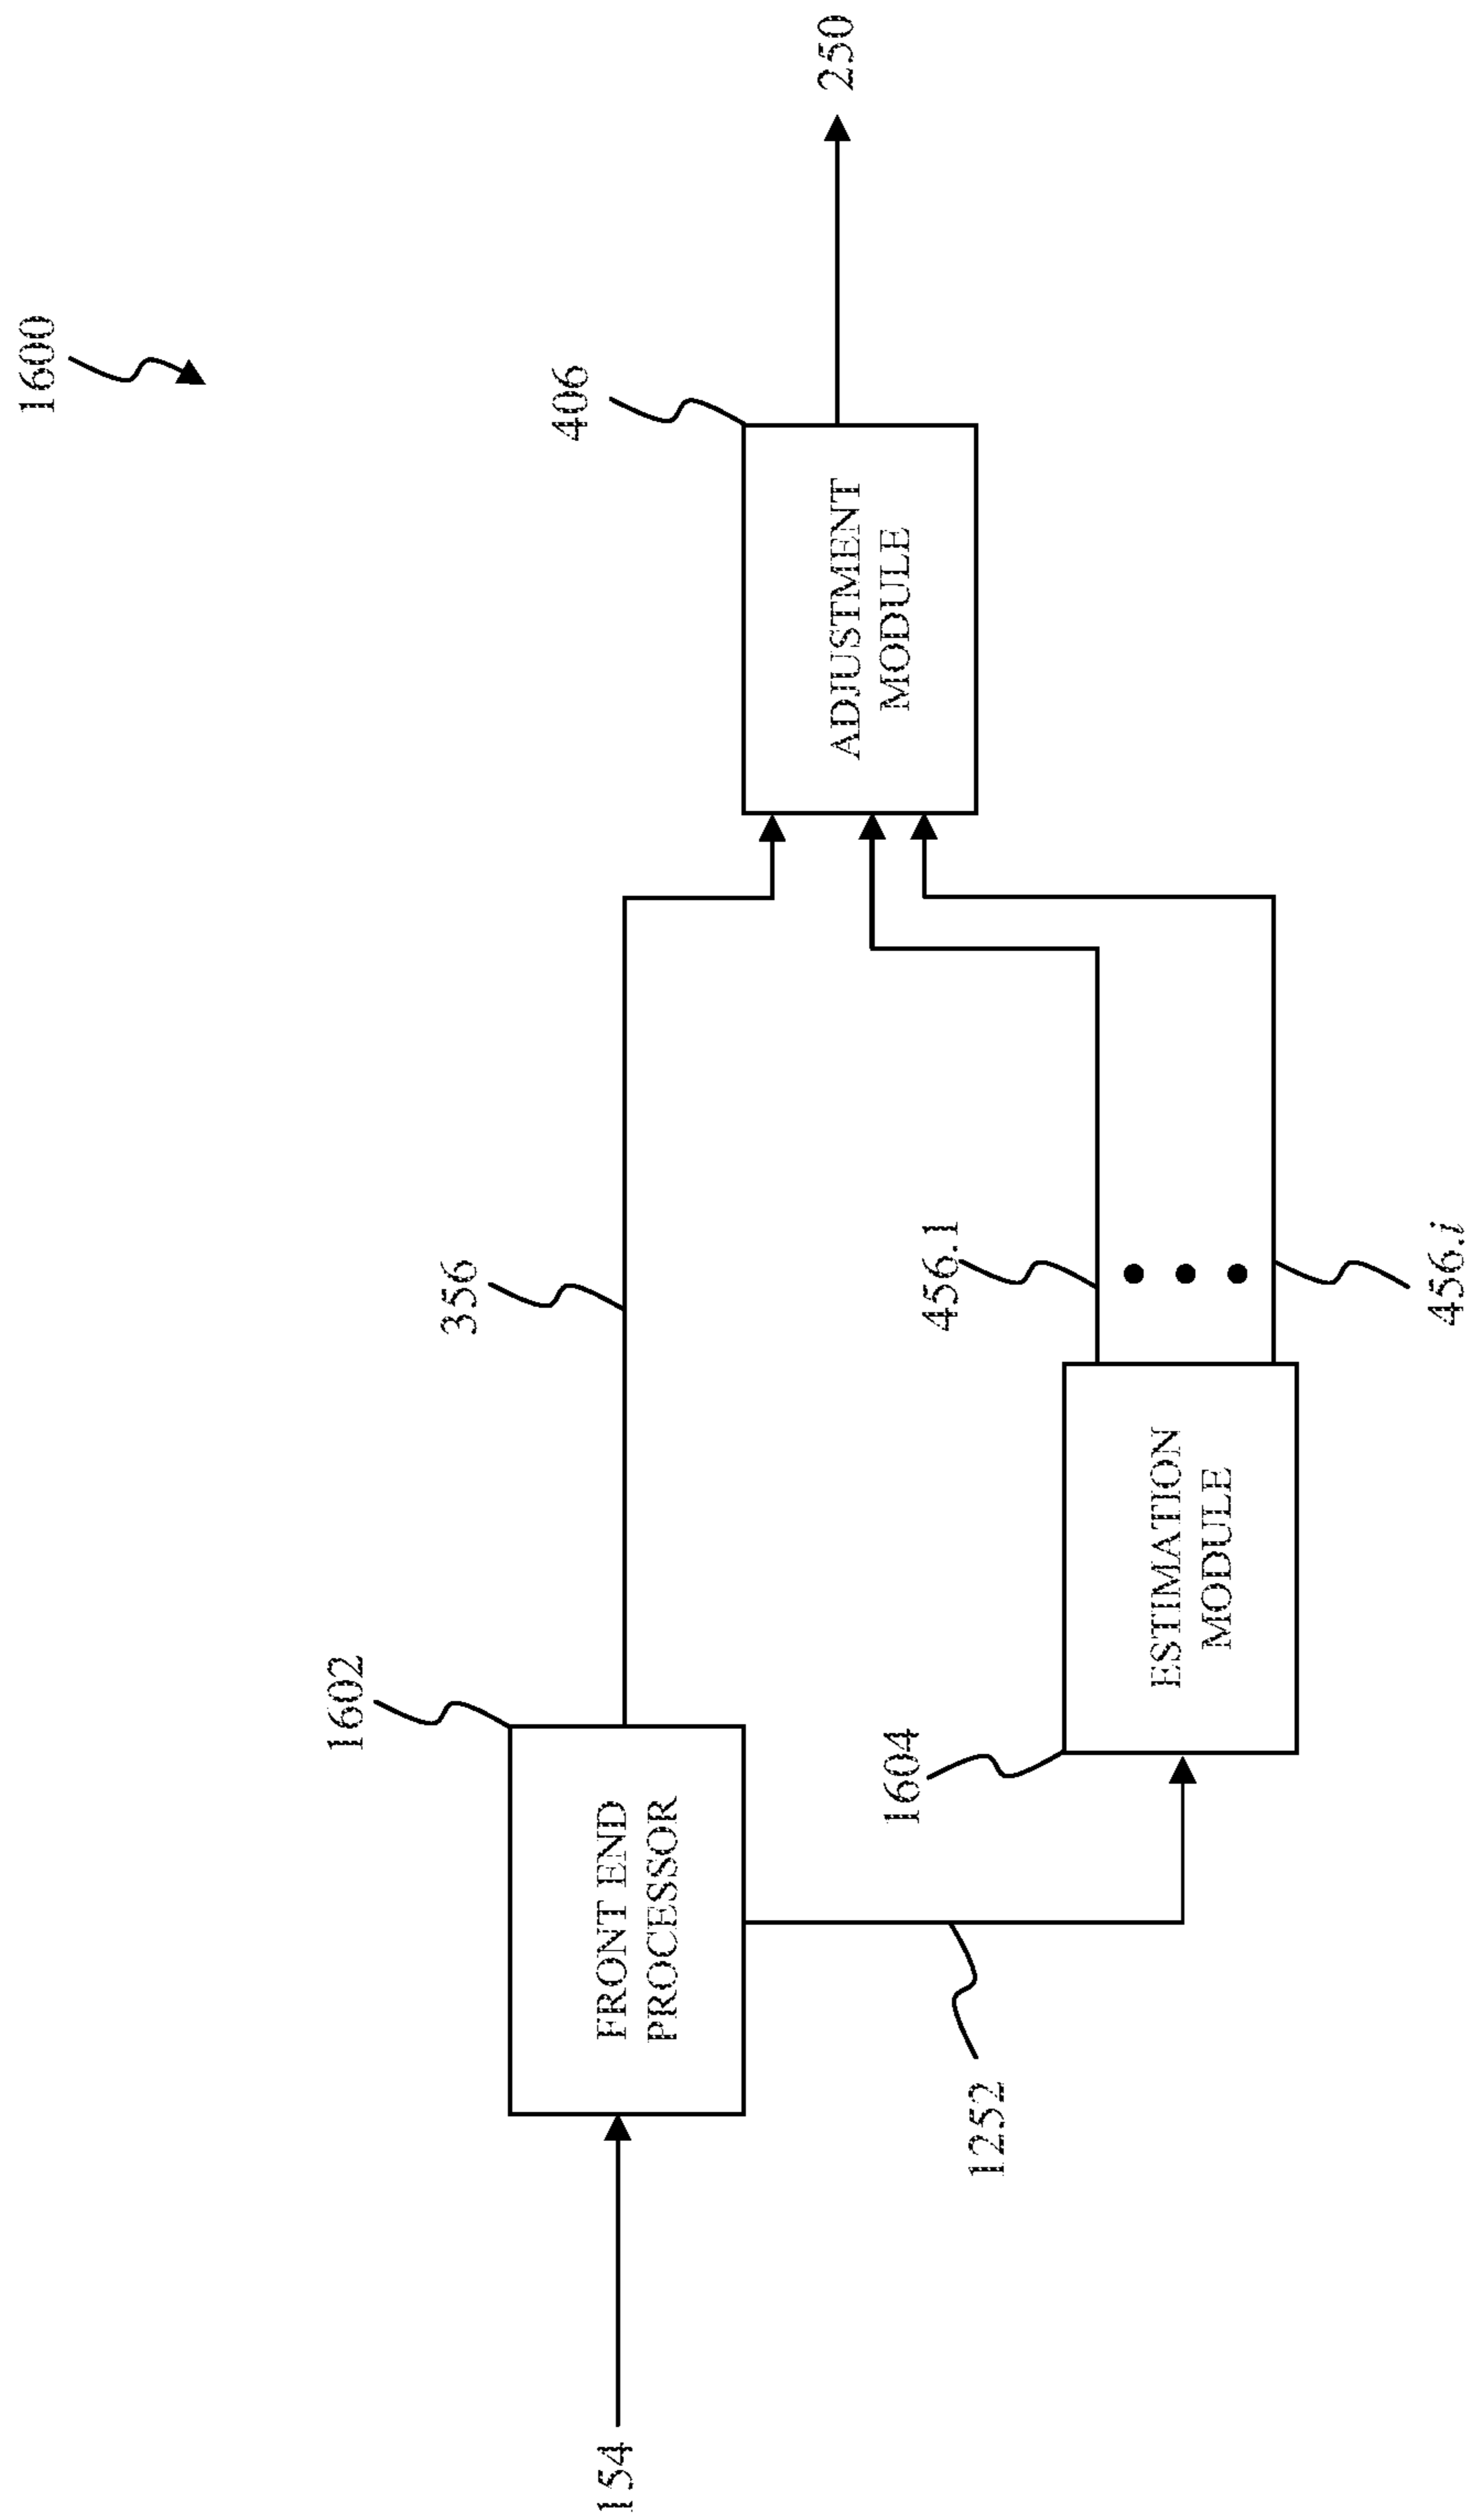 1600
154
FRONT END
PROCESSOR
1602
356
1252
ESTIMATION
MODULE
1604
456.1
456.i
ADJUSTMENT
MODULE
406
250